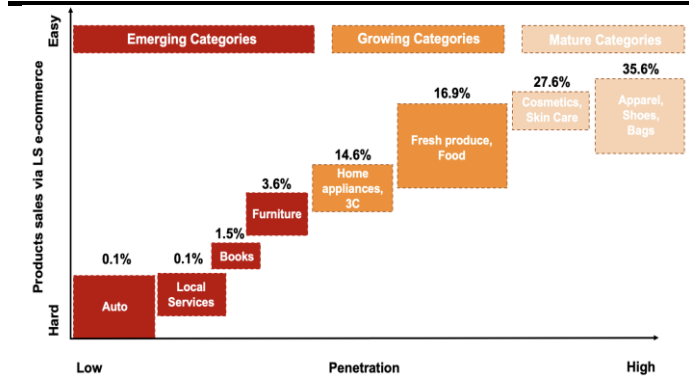 Easy
Products sales via LS e-commerce
Hard
Emerging Categories
Growing Categories
Mature Categories
0.1%
Auto
0.1%
Local
Services
1.5%
Books
3.6%
Furniture
14.6%
Home
appliances,
3C
16.9%
Fresh produce,
Food
27.6%
Cosmetics,
Skin Care
35.6%
Apparel,
Shoes,
Bags
Low
Penetration
High